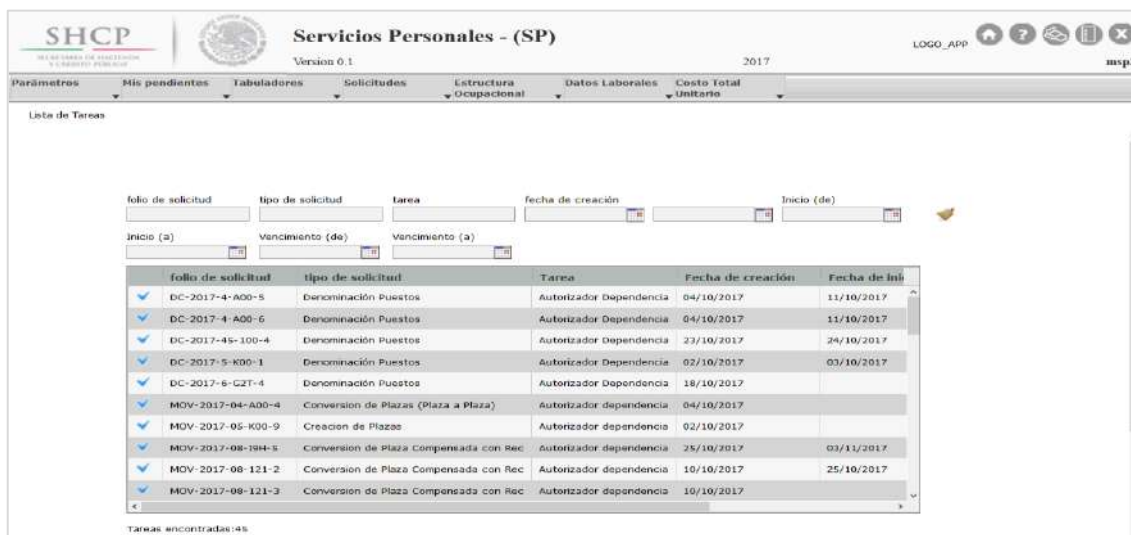 SHCP
SECRETARÍA DE HACIENDA
Y CRÉDITO PÚBLICO
Servicios Personales - (SP)
Version 0.1
2017
LOGO_APP
msp
Parámetros Mis pendientes Tabuladores Solicitudes Estructura Ocupacional Datos Laborales Costo Total Unitario
Lista de Tareas
folio de solicitud tipo de solicitud tarea fecha de creación Inicio (de)
Inicio (a) Vencimiento (de) Vencimiento (a)
folio de solicitud tipo de solicitud Tarea Fecha de creación Fecha de inic
DC-2017-4-A00-5 Denominación Puestos Autorizador Dependencia 04/10/2017 11/10/2017
DC-2017-4-A00-6 Denominación Puestos Autorizador Dependencia 04/10/2017 11/10/2017
DC-2017-45-100-4 Denominación Puestos Autorizador Dependencia 23/10/2017 24/10/2017
DC-2017-5-K00-1 Denominación Puestos Autorizador Dependencia 02/10/2017 03/10/2017
DC-2017-6-G2T-4 Denominación Puestos Autorizador Dependencia 18/10/2017
MOV-2017-04-A00-4 Conversion de Plazas (Plaza a Plaza) Autorizador dependencia 04/10/2017
MOV-2017-05-K00-9 Creacion de Plazas Autorizador dependencia 02/10/2017
MOV-2017-08-I9H-5 Conversion de Plaza Compensada con Rec Autorizador dependencia 25/10/2017 03/11/2017
MOV-2017-08-121-2 Conversion de Plaza Compensada con Rec Autorizador dependencia 10/10/2017 25/10/2017
MOV-2017-08-121-3 Conversion de Plaza Compensada con Rec Autorizador dependencia 10/10/2017
Tareas encontradas:45